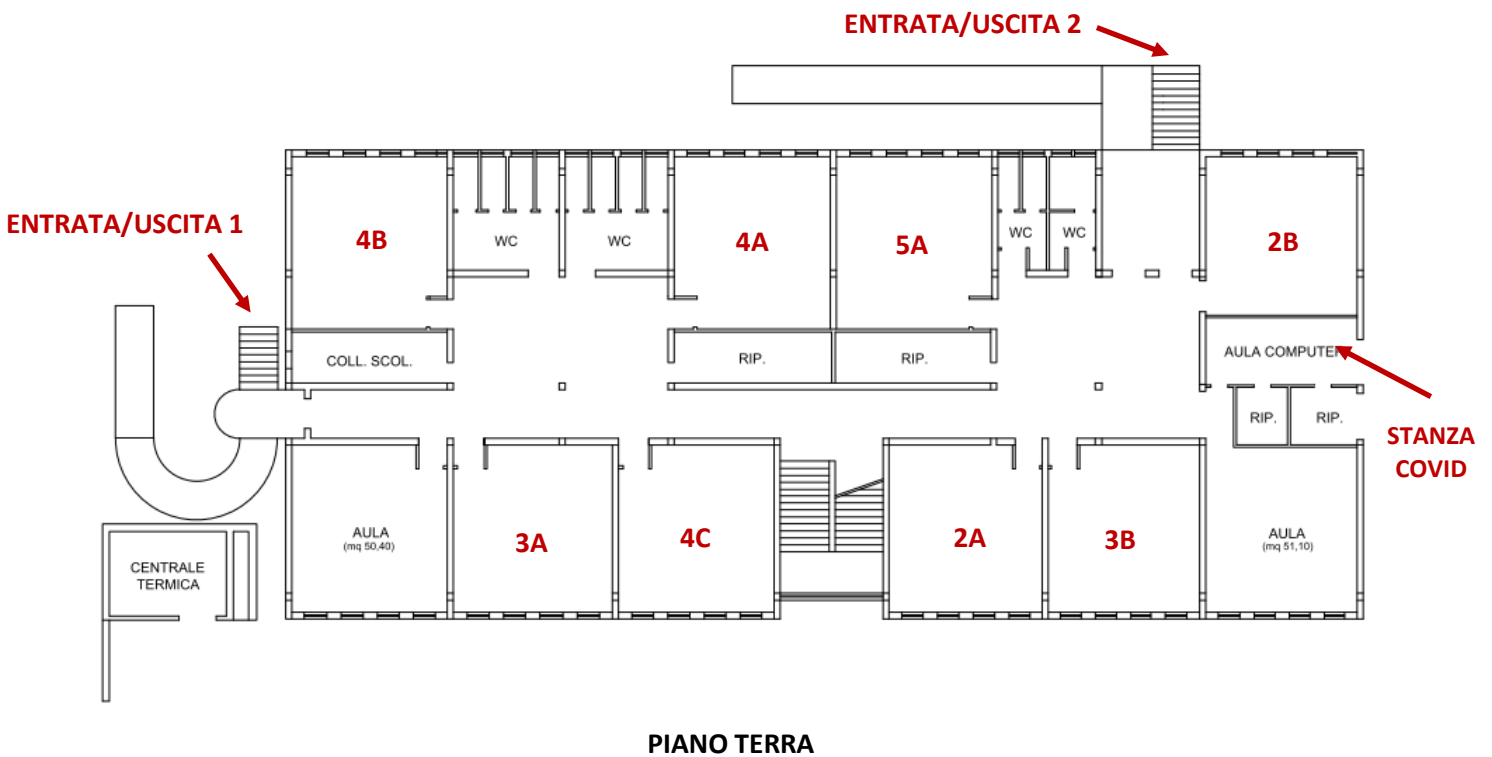 ENTRATA/USCITA 2
ENTRATA/USCITA 1
4B
WC
WC
4A
5A
WC
WC
2B
COLL. SCOL.
RIP.
RIP.
AULA COMPUTER
RIP.
RIP.
STANZA
COVID
AULA
(mq 50,40)
3A
4C
2A
3B
AULA
(mq 51,10)
CENTRALE
TERMICA
PIANO TERRA